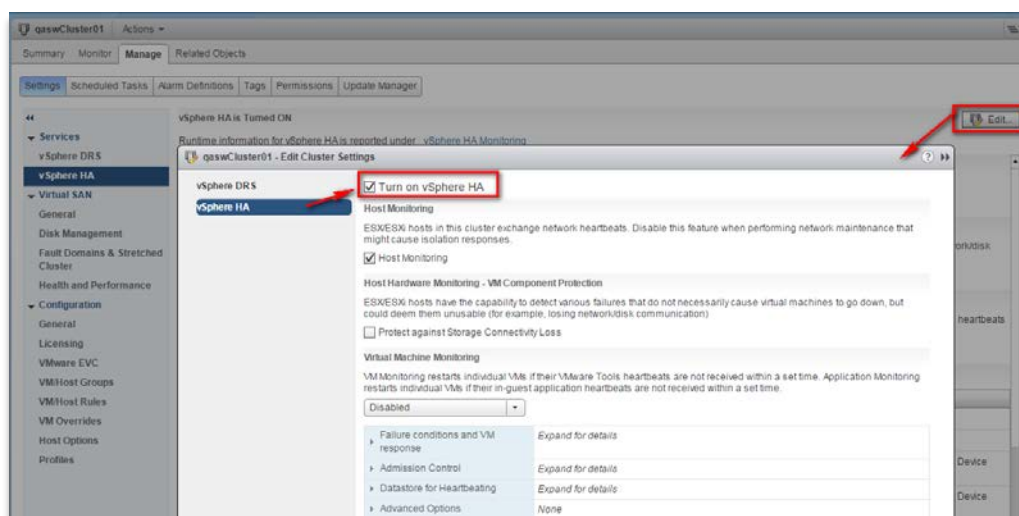 qaswCluster01 Actions
Summary Monitor Manage Related Objects
Settings Scheduled Tasks Alarm Definitions Tags Permissions Update Manager
vSphere HA is Turned ON
Edit...
Runtime information for vSphere HA is reported under vSphere HA Monitoring
Services
vSphere DRS
vSphere HA
Virtual SAN
General
Disk Management
Fault Domains & Stretched
Cluster
Health and Performance
Configuration
General
Licensing
VMware EVC
VM/Host Groups
VM/Host Rules
VM Overrides
Host Options
Profiles
qaswCluster01 - Edit Cluster Settings
vSphere DRS
vSphere HA
Turn on vSphere HA
Host Monitoring
ESX/ESXi hosts in this cluster exchange network heartbeats. Disable this feature when performing network maintenance that
might cause isolation responses.
Host Monitoring
Host Hardware Monitoring - VM Component Protection
ESX/ESXi hosts have the capability to detect various failures that do not necessarily cause virtual machines to go down, but
could deem them unusable (for example, losing network/disk communication)
Protect against Storage Connectivity Loss
Virtual Machine Monitoring
VM Monitoring restarts individual VMs if their VMware Tools heartbeats are not received within a set time. Application Monitoring
restarts individual VMs if their in-guest application heartbeats are not received within a set time.
Disabled
Failure conditions and VM
response
Expand for details
Admission Control Expand for details
Datastore for Heartbeating Expand for details
Advanced Options None
ork/disk
heartbeats
Device
Device